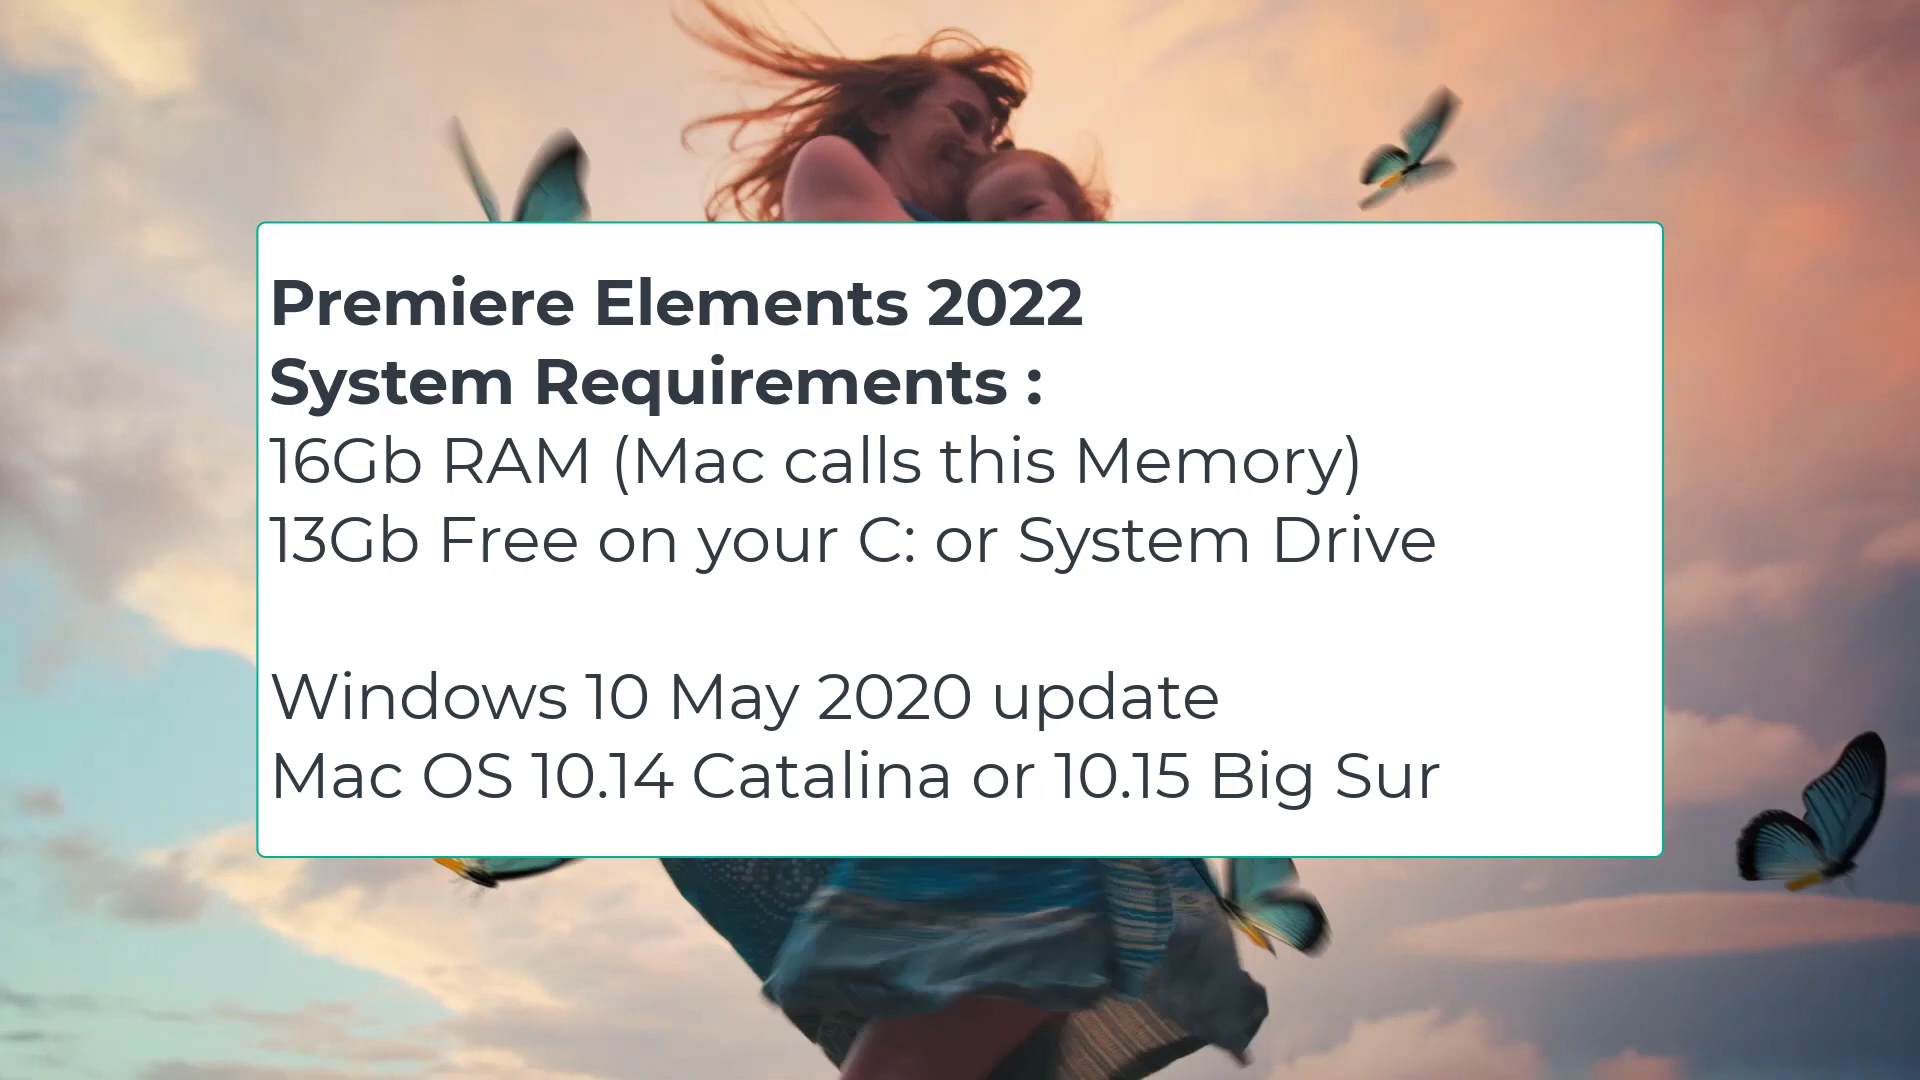 Premiere Elements 2022
System Requirements :
16Gb RAM (Mac calls this Memory)
13Gb Free on your C: or System Drive
Windows 10 May 2020 update
Mac OS 10.14 Catalina or 10.15 Big Sur